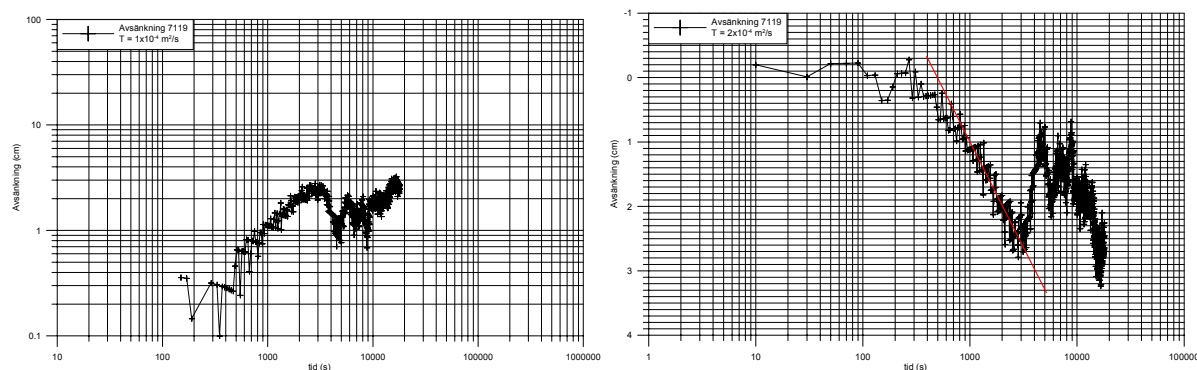 Avsänkning 7119
T = 1x10⁻⁴ m²/s
100
10
1
0.1
Avsänkning (cm)
10 100 1000 10000 100000 1000000
tid (s)
Avsänkning 7119
T = 2x10⁻⁴ m²/s
-1
0
1
2
3
4
Avsänkning (cm)
1 10 100 1000 10000 100000
tid (s)